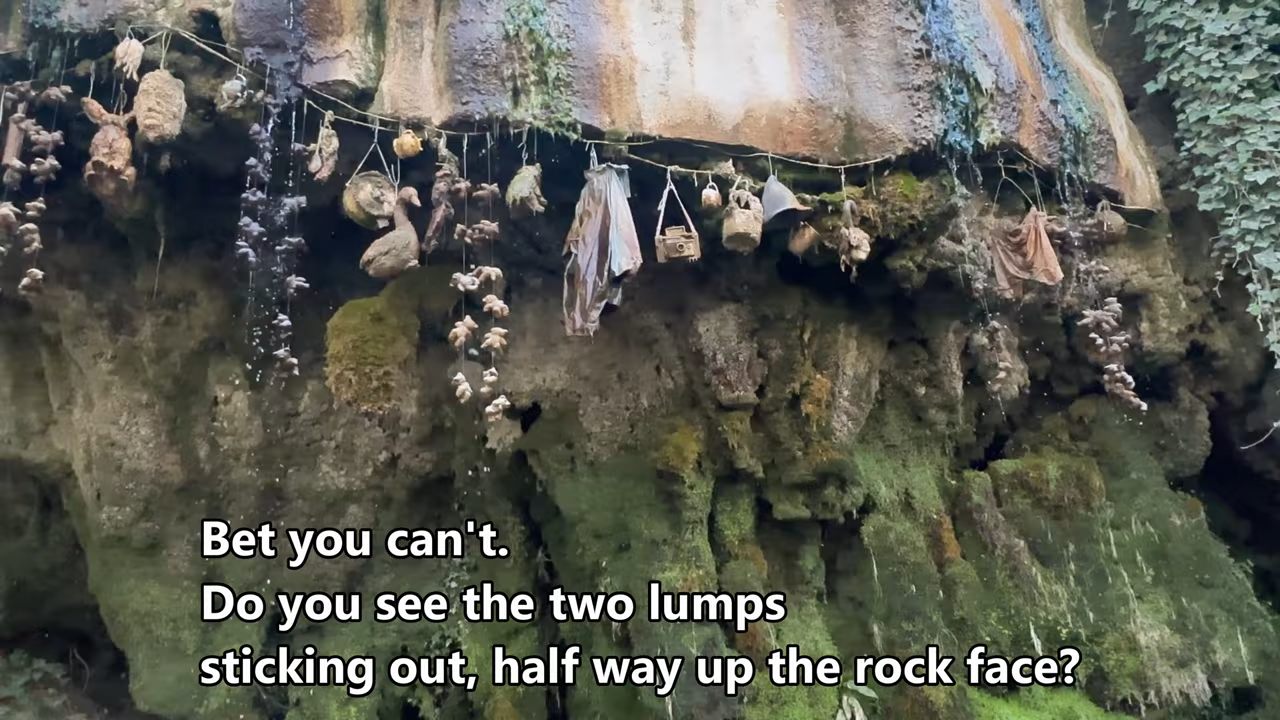 Bet you can't.
Do you see the two lumps
sticking out, half way up the rock face?